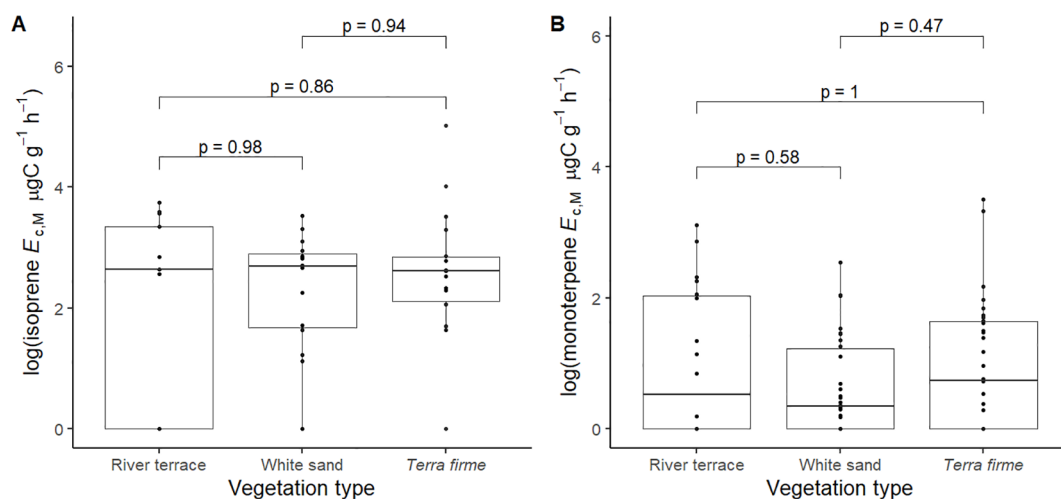 A
log(isoprene Ec,M µgC g⁻¹ h⁻¹)
6
4
2
0
p = 0.94
p = 0.86
p = 0.98
River terrace
White sand
Terra firme
Vegetation type
B
log(monoterpene Ec,M µgC g⁻¹ h⁻¹)
6
4
2
0
p = 0.47
p = 1
p = 0.58
River terrace
White sand
Terra firme
Vegetation type